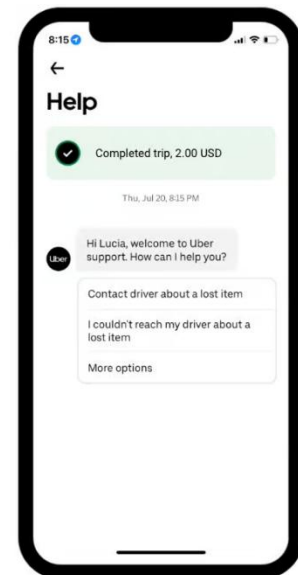 8:15
Help
Completed trip, 2.00 USD
Thu, Jul 20, 8:15 PM
Hi Lucia, welcome to Uber
support. How can I help you?
Uber
Contact driver about a lost item
I couldn't reach my driver about a
lost item
More options